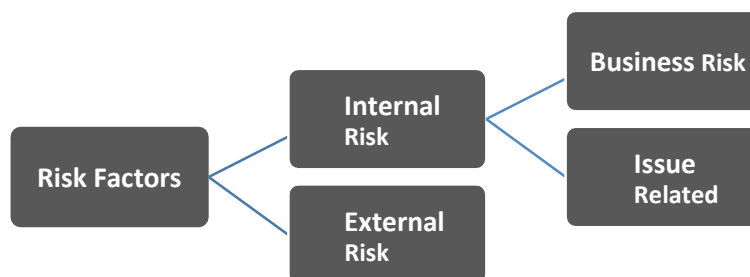 Risk Factors
Internal
Risk
External
Risk
Business Risk
Issue
Related